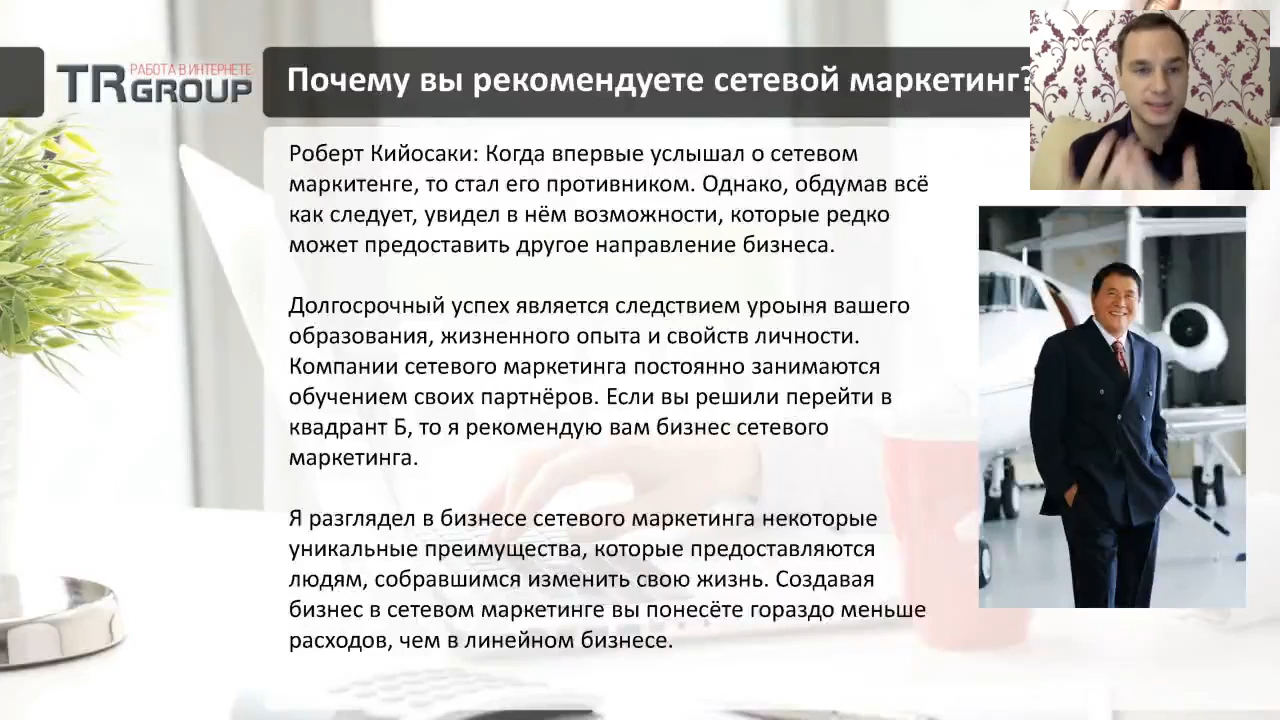 РАБОТА В ИНТЕРНЕТЕ
TRGROUP
Почему вы рекомендуете сетевой маркетинг?
Роберт Кийосаки: Когда впервые услышал о сетевом
маркитенге, то стал его противником. Однако, обдумав всё
как следует, увидел в нём возможности, которые редко
может предоставить другое направление бизнеса.
Долгосрочный успех является следствием уроыня вашего
образования, жизненного опыта и свойств личности.
Компании сетевого маркетинга постоянно занимаются
обучением своих партнёров. Если вы решили перейти в
квадрант Б, то я рекомендую вам бизнес сетевого
маркетинга.
Я разглядел в бизнесе сетевого маркетинга некоторые
уникальные преимущества, которые предоставляются
людям, собравшимся изменить свою жизнь. Создавая
бизнес в сетевом маркетинге вы понесёте гораздо меньше
расходов, чем в линейном бизнесе.